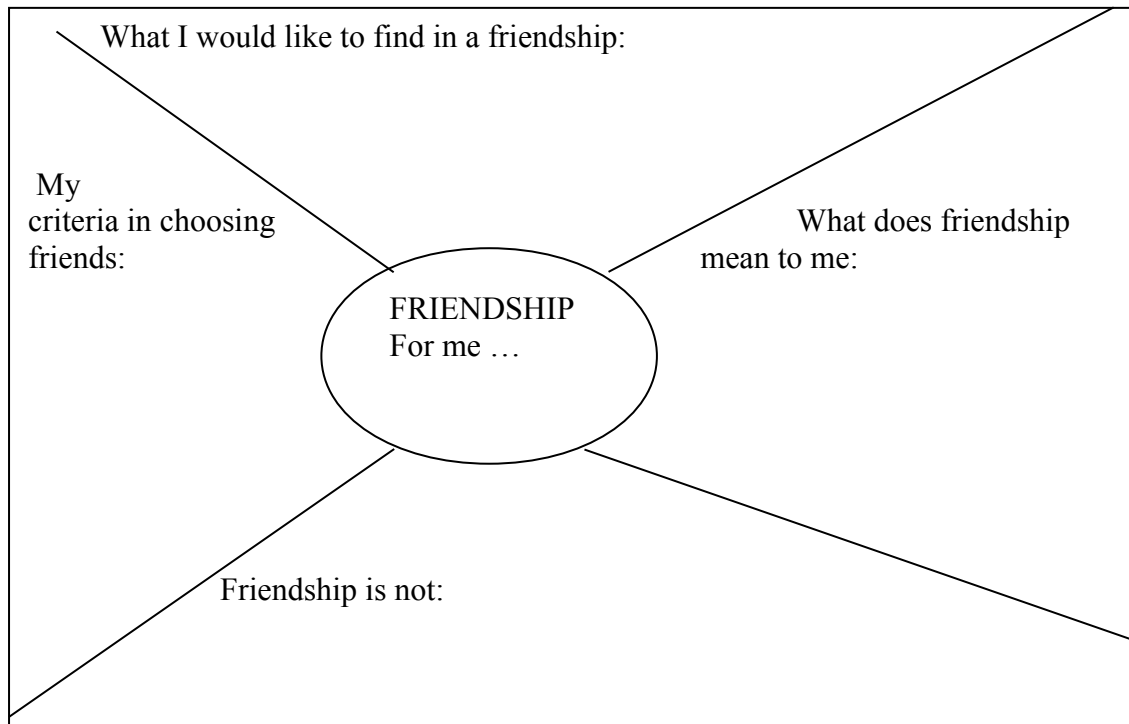 What I would like to find in a friendship:
My
criteria in choosing
friends:
What does friendship
mean to me:
FRIENDSHIP
For me …
Friendship is not: